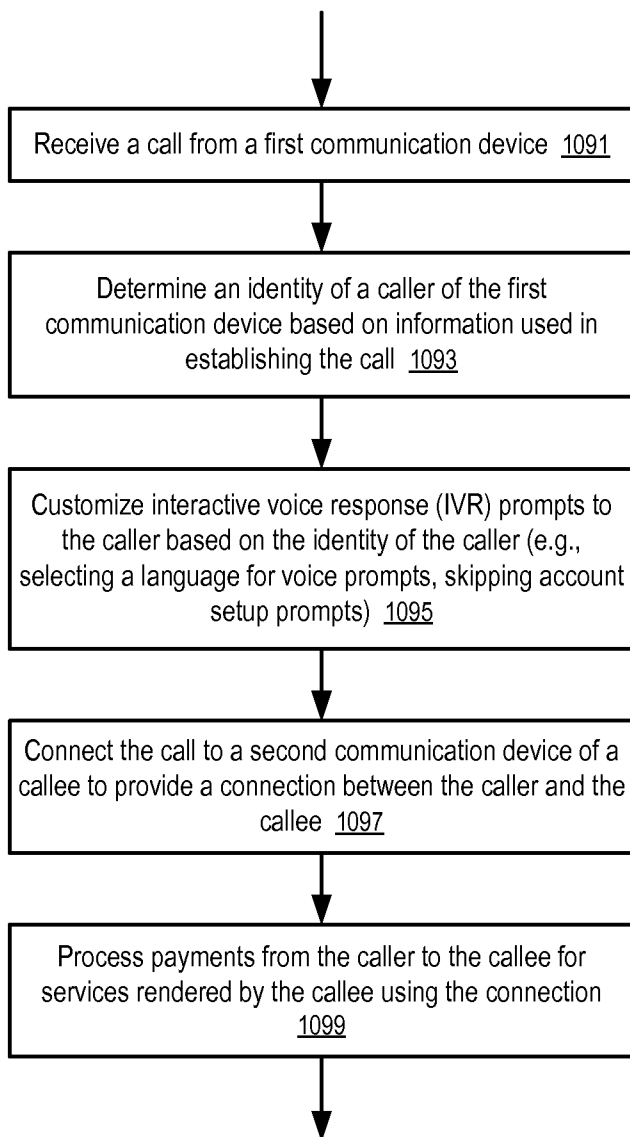 Receive a call from a first communication device 1091
Determine an identity of a caller of the first
communication device based on information used in
establishing the call 1093
Customize interactive voice response (IVR) prompts to
the caller based on the identity of the caller (e.g.,
selecting a language for voice prompts, skipping account
setup prompts) 1095
Connect the call to a second communication device of a
callee to provide a connection between the caller and the
callee 1097
Process payments from the caller to the callee for
services rendered by the callee using the connection
1099